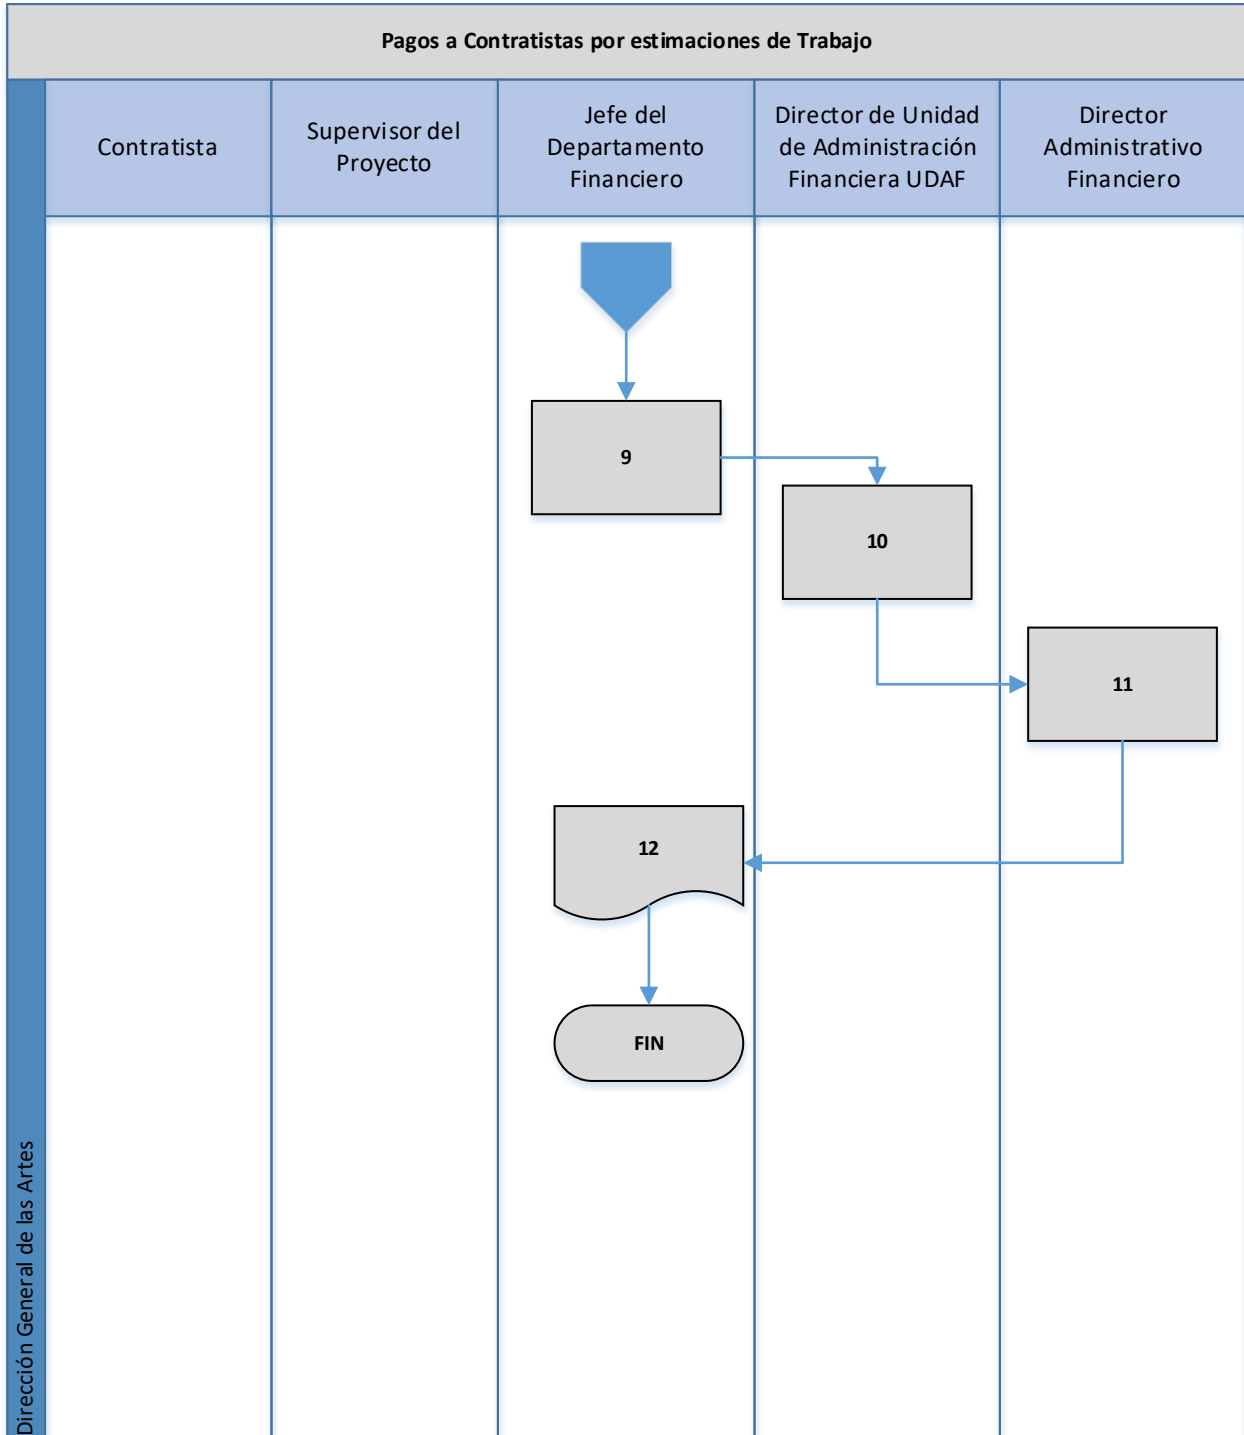 Pagos a Contratistas por estimaciones de Trabajo
Contratista
Supervisor del
Proyecto
Jefe del
Departamento
Financiero
Director de Unidad
de Administración
Financiera UDAF
Director
Administrativo
Financiero
9
10
11
12
FIN
Dirección General de las Artes